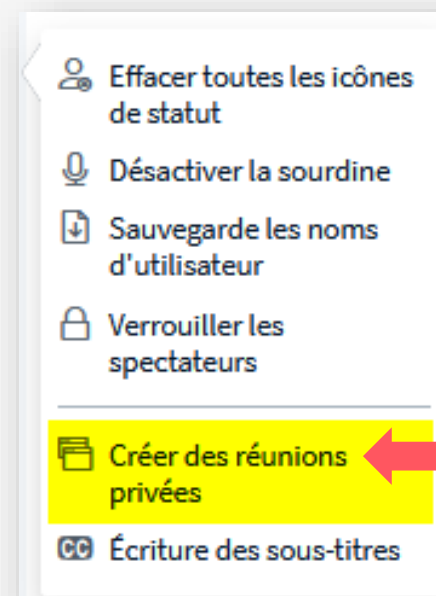 Effacer toutes les icônes
de statut
Désactiver la sourdine
Sauvegarde les noms
d'utilisateur
Verrouiller les
spectateurs
Créer des réunions
privées
CC Écriture des sous-titres